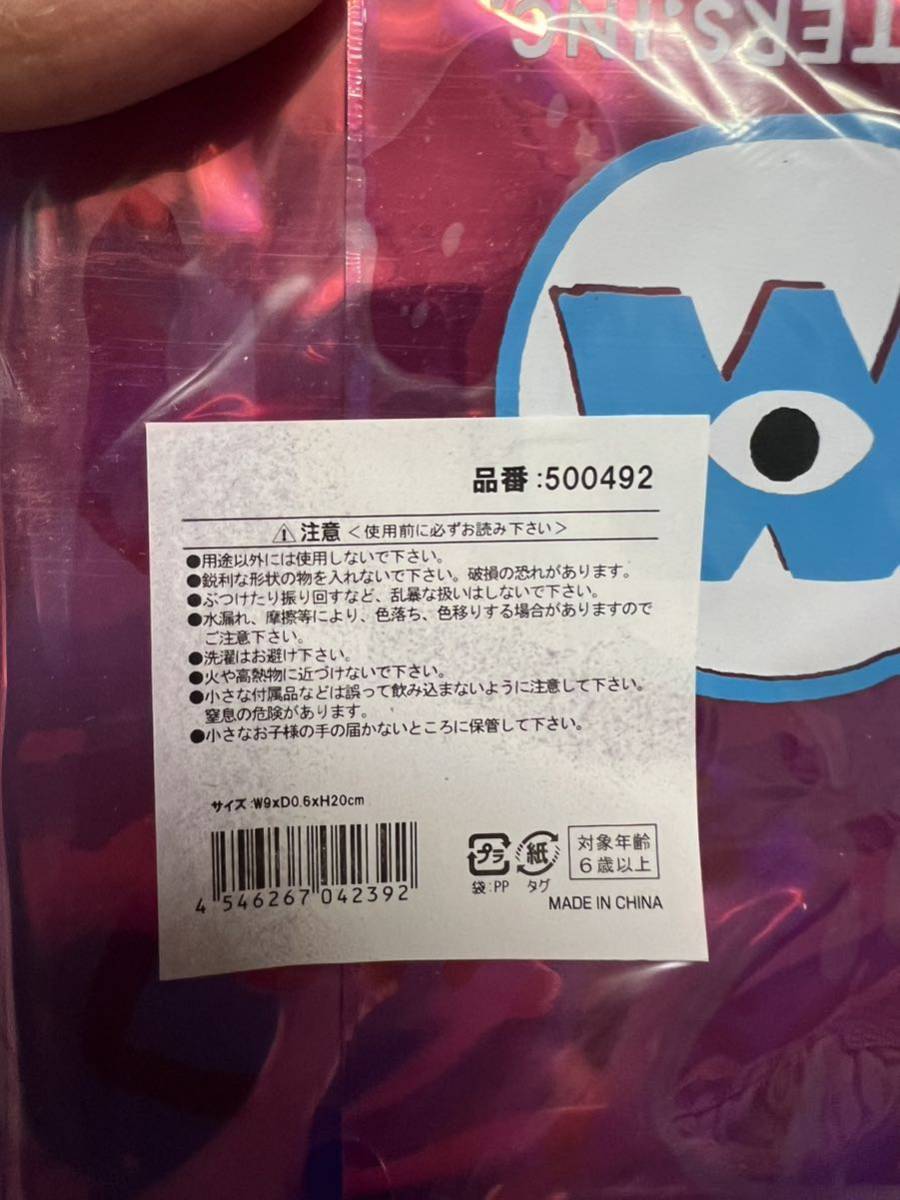 TERS, INC.
品番:500492
注意 <使用前に必ずお読み下さい>
●用途以外には使用しないで下さい。
●鋭利な形状の物を入れないで下さい。破損の恐れがあります。
●ぶつけたり振り回すなど、乱暴な扱いはしないで下さい。
●水漏れ、摩擦等により、色落ち、色移りする場合がありますので
ご注意下さい。
●洗濯はお避け下さい。
●火や高熱物に近づけないで下さい。
●小さな付属品などは誤って飲み込まないように注意して下さい。
窒息の危険があります。
●小さなお子様の手の届かないところに保管して下さい。
サイズ:W9xD0.6xH20cm
4 546267 042392
プラ
袋:PP
紙
タグ
対象年齢
6歳以上
MADE IN CHINA